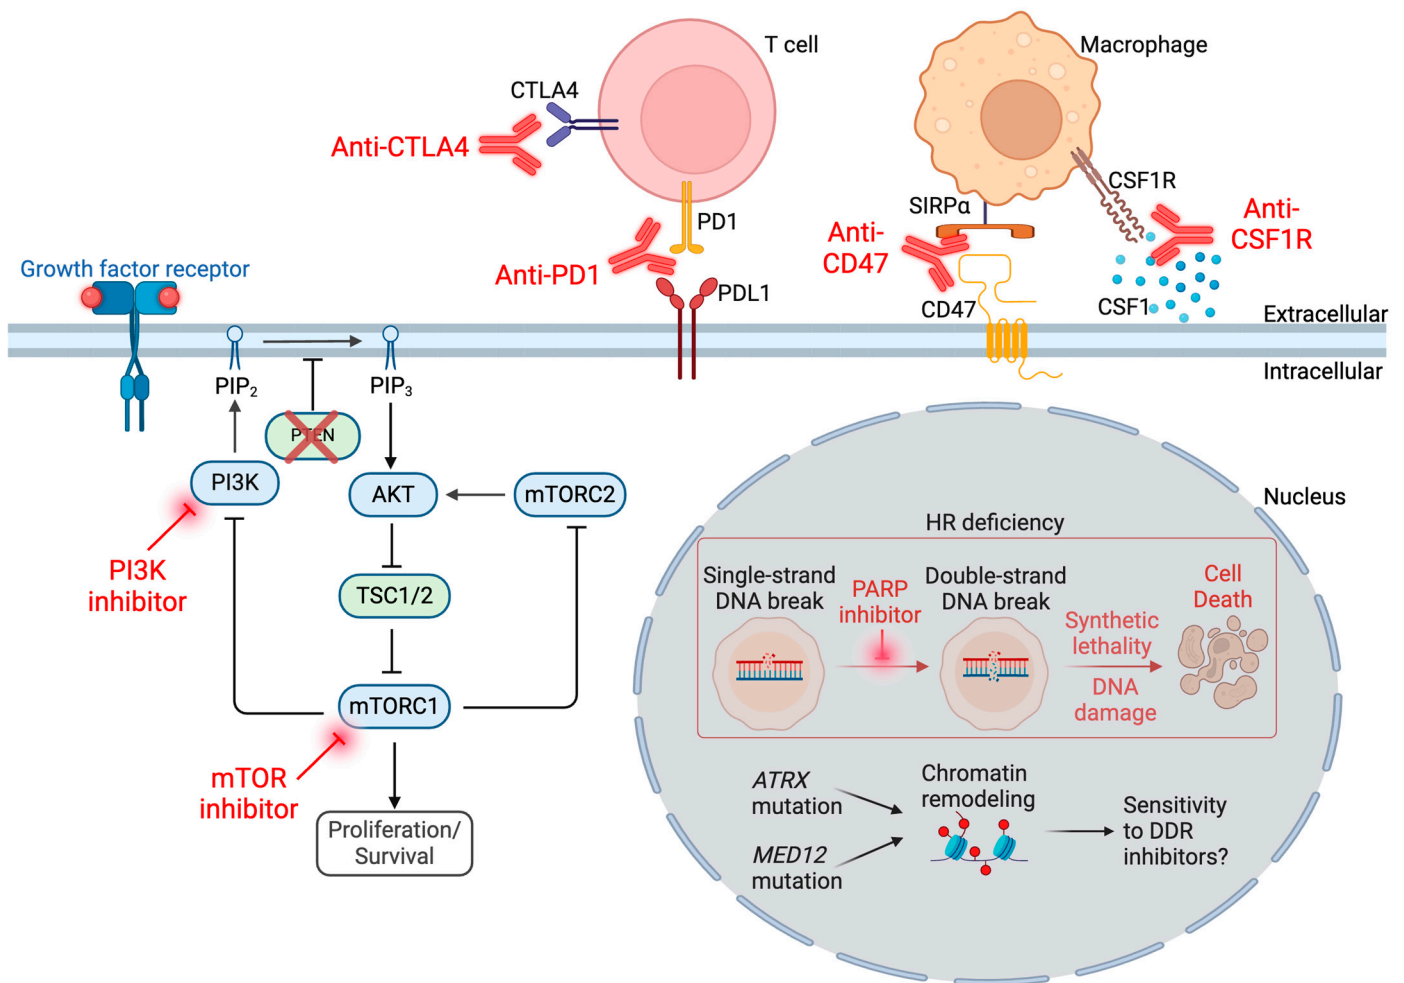 T cell
Macrophage
CTLA4
Anti-CTLA4
CSF1R
SIRPα
PD1
Anti-
CD47
Anti-
CSF1R
Anti-PD1
Growth factor receptor
PDL1
CD47
CSF1
Extracellular
Intracellular
PIP2
PIP3
PTEN
PI3K
AKT
mTORC2
Nucleus
HR deficiency
PI3K
inhibitor
TSC1/2
Single-strand
DNA break
PARP
inhibitor
Double-strand
DNA break
Cell
Death
Synthetic
lethality
DNA
damage
mTORC1
mTOR
inhibitor
Proliferation/
Survival
ATRX
mutation
MED12
mutation
Chromatin
remodeling
Sensitivity
to DDR
inhibitors?